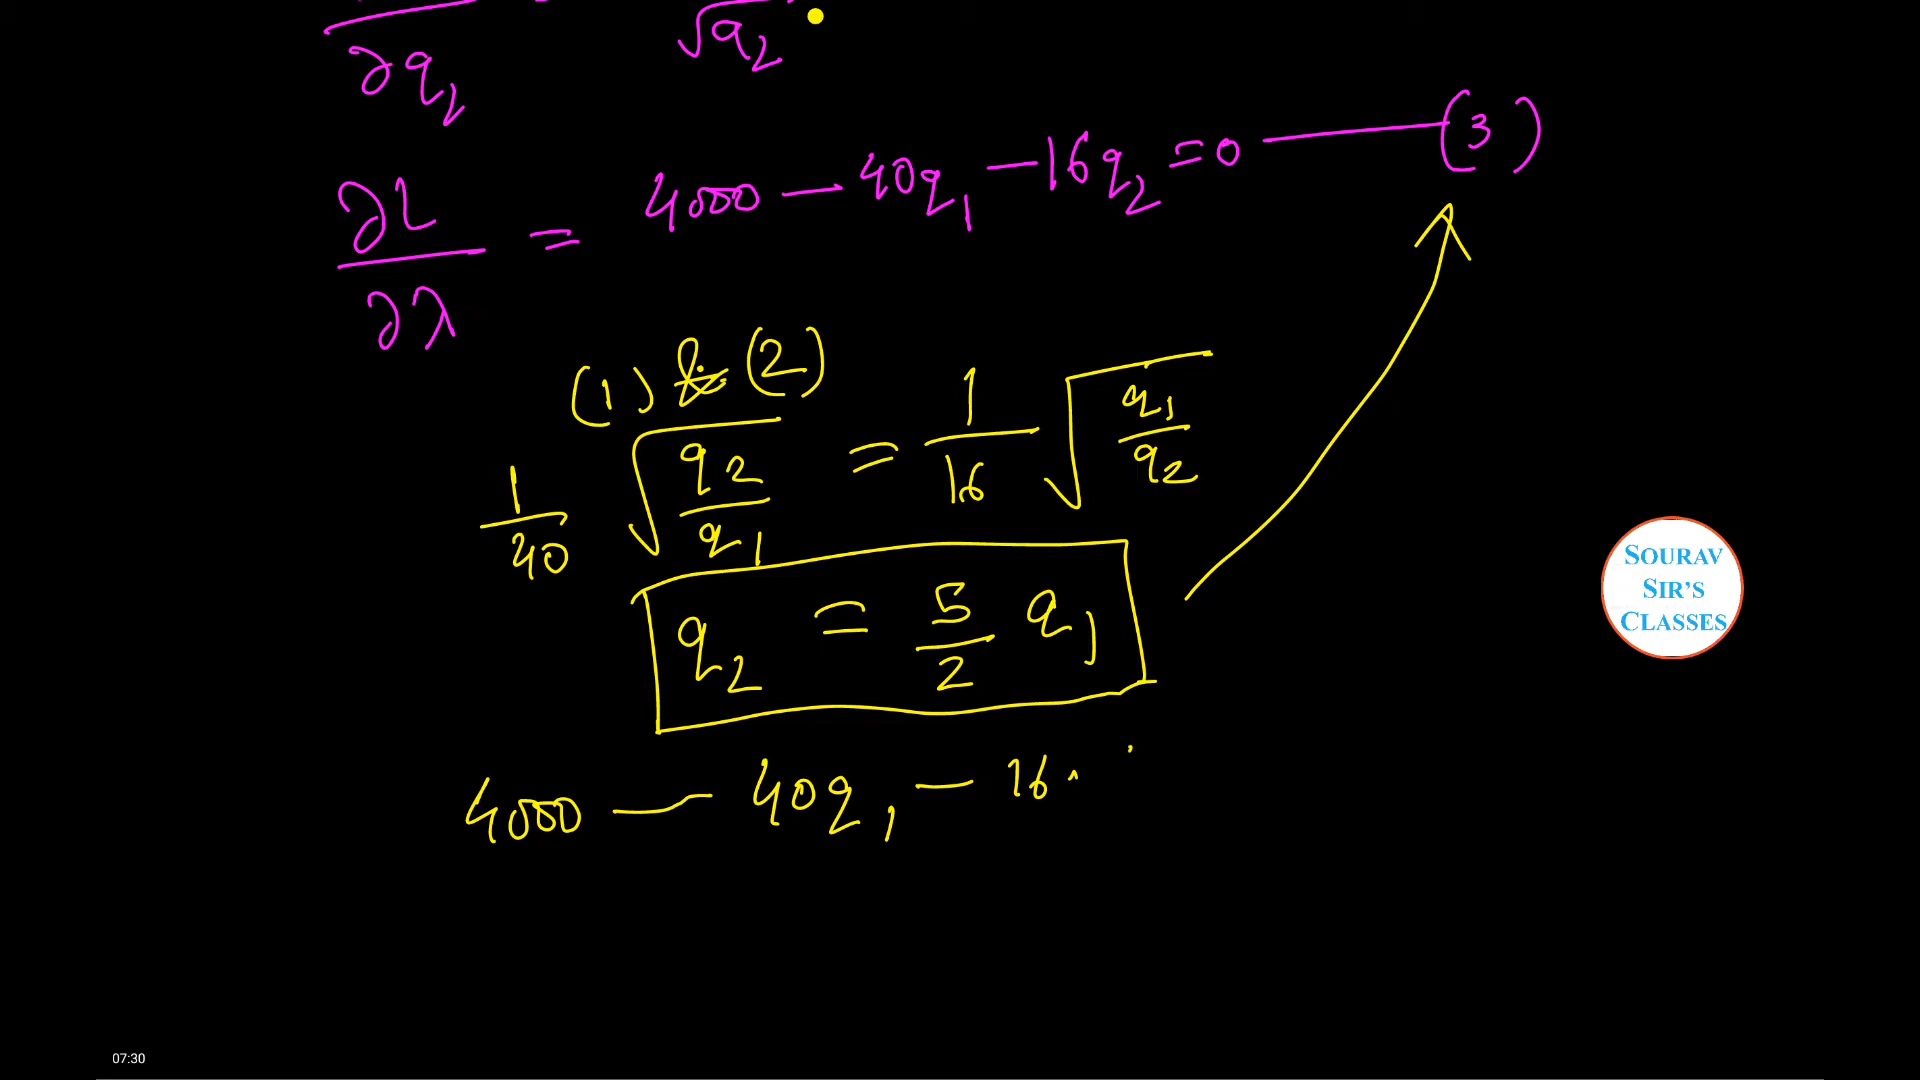 ∂q₂ √q₂
∂L/∂λ = 4000 − 40q₁ − 16q₂ = 0 —— (3)
(1) & (2)
1/40 √(q₂/q₁) = 1/16 √(q₁/q₂)
q₂ = 5/2 q₁
4000 − 40q₁ − 16·
SOURAV
SIR'S
CLASSES
07:30